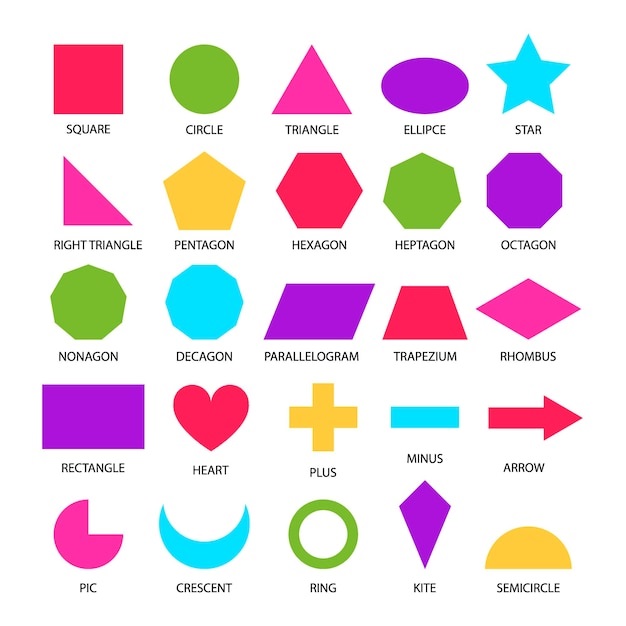 SQUARE
CIRCLE
TRIANGLE
ELLIPCE
STAR
RIGHT TRIANGLE
PENTAGON
HEXAGON
HEPTAGON
OCTAGON
NONAGON
DECAGON
PARALLELOGRAM
TRAPEZIUM
RHOMBUS
RECTANGLE
HEART
PLUS
MINUS
ARROW
PIC
CRESCENT
RING
KITE
SEMICIRCLE